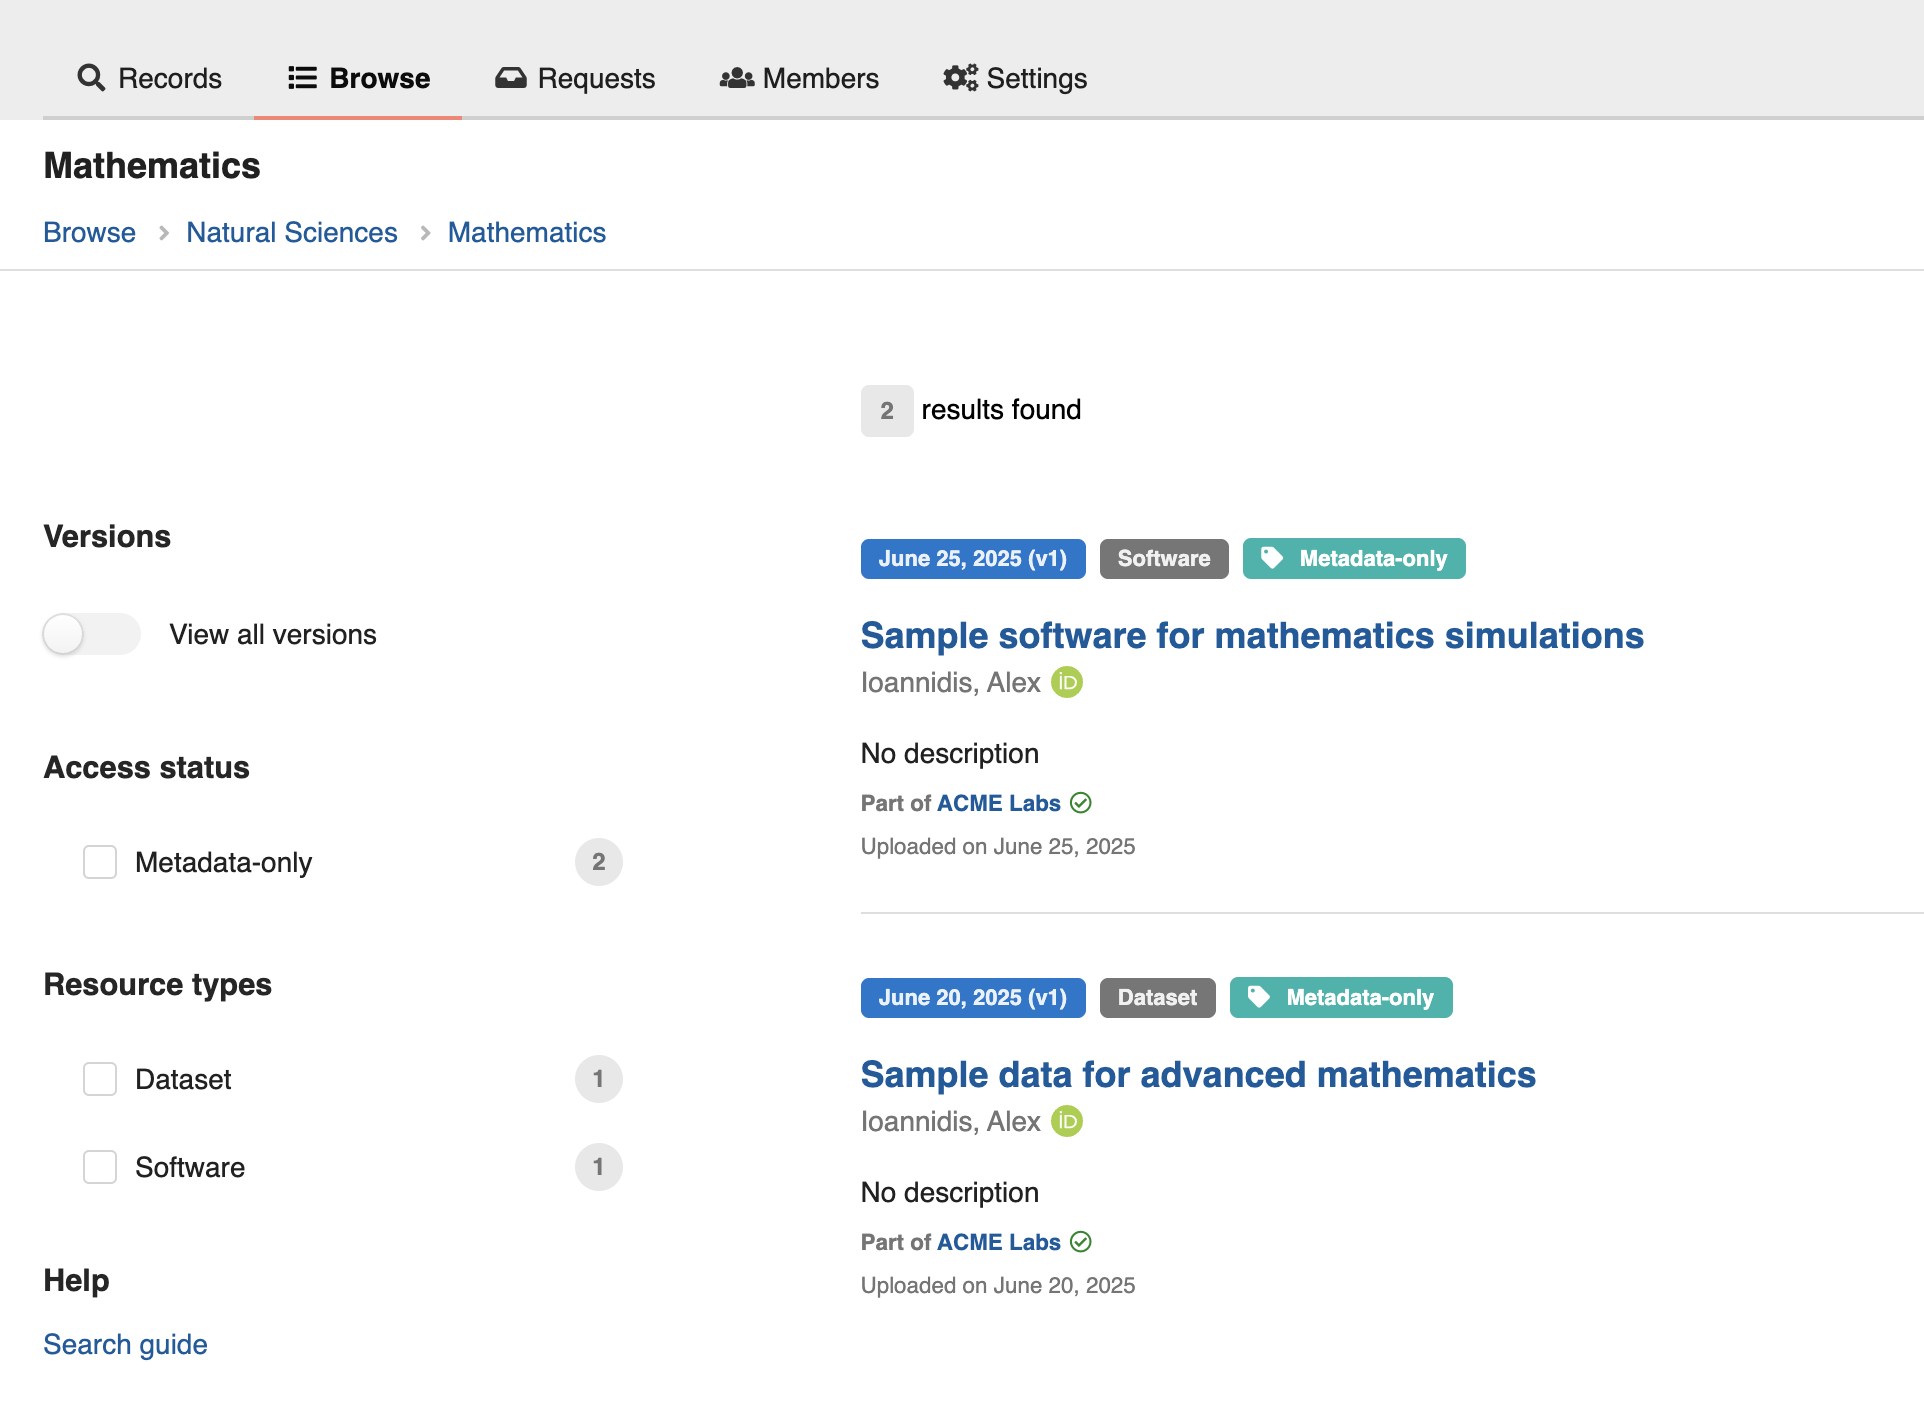 Records Browse Requests Members Settings
Mathematics
Browse > Natural Sciences > Mathematics
2 results found
Versions
View all versions
Access status
Metadata-only 2
Resource types
Dataset 1
Software 1
Help
Search guide
June 25, 2025 (v1) Software Metadata-only
Sample software for mathematics simulations
Ioannidis, Alex iD
No description
Part of ACME Labs
Uploaded on June 25, 2025
June 20, 2025 (v1) Dataset Metadata-only
Sample data for advanced mathematics
Ioannidis, Alex iD
No description
Part of ACME Labs
Uploaded on June 20, 2025